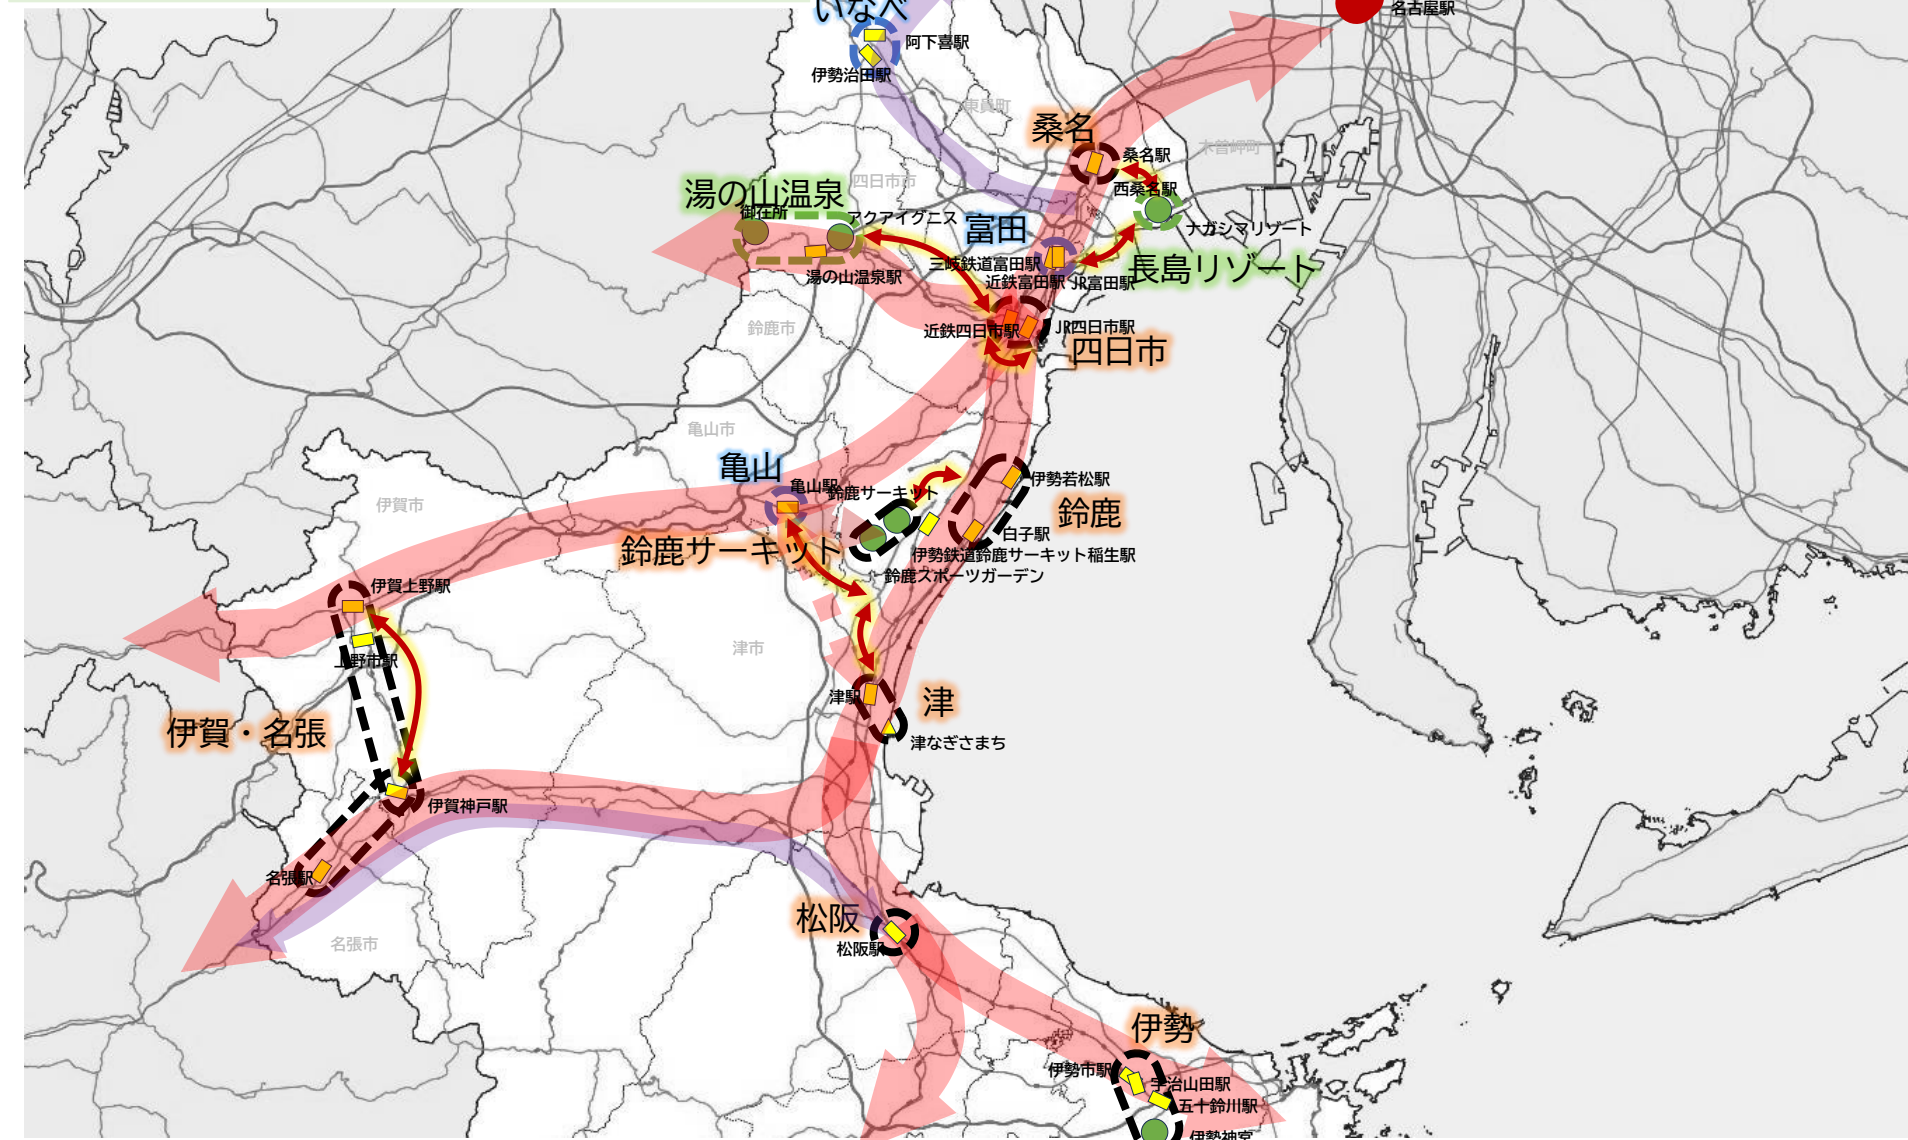 いなべ
名古屋駅
阿下喜駅
伊勢治田駅
東員町
桑名
桑名駅
木曽岬町
四日市市
西桑名駅
湯の山温泉
御在所
アクアイグニス
ナガシマリゾート
富田
三岐鉄道富田駅
長島リゾート
湯の山温泉駅
近鉄富田駅
JR富田駅
鈴鹿市
近鉄四日市駅
JR四日市駅
四日市
亀山市
亀山
亀山駅
鈴鹿サーキット
伊勢若松駅
伊賀市
鈴鹿
白子駅
鈴鹿サーキット
伊勢鉄道鈴鹿サーキット稲生駅
鈴鹿スポーツガーデン
伊賀上野駅
津市
上野市駅
津駅
津
伊賀・名張
津なぎさまち
伊賀神戸駅
名張駅
松阪
名張市
松阪駅
伊勢
伊勢市駅
宇治山田駅
五十鈴川駅
伊勢神宮